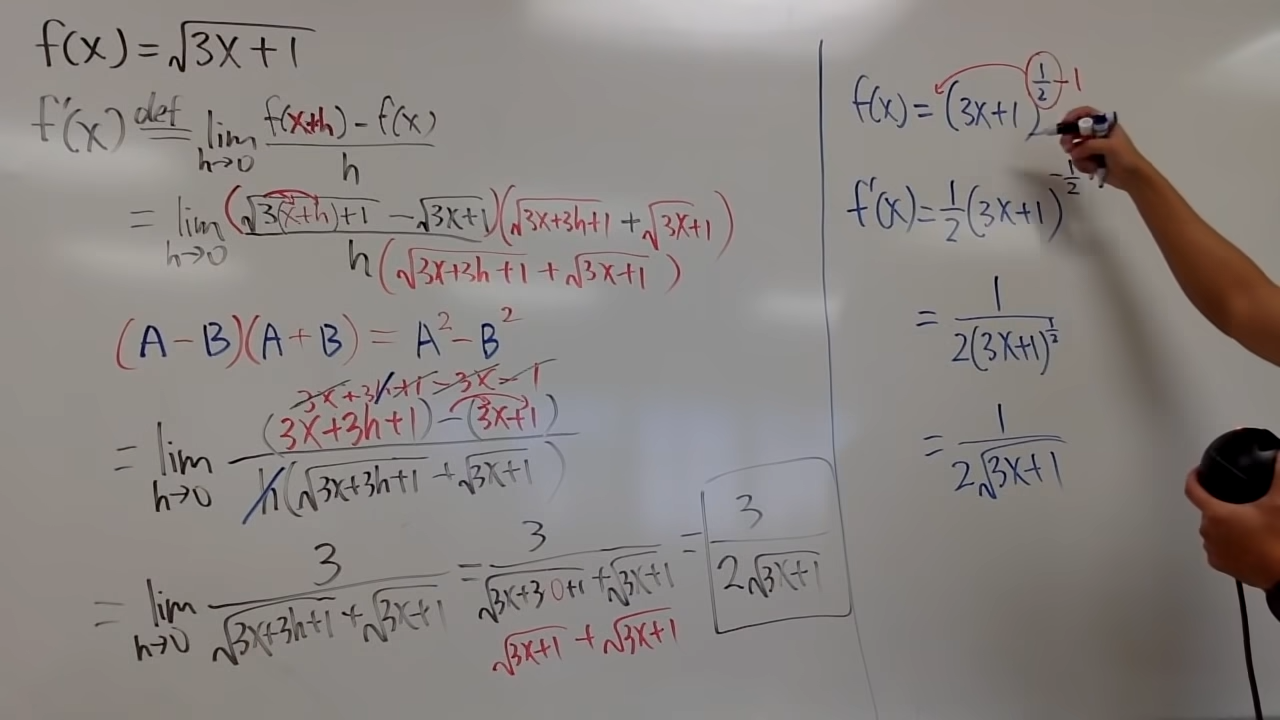 f(x) = √(3x+1)
f'(x) def= lim h→0 (f(x+h) - f(x)) / h
= lim h→0 (√(3(x+h)+1) - √(3x+1))(√(3x+3h+1) + √(3x+1)) / h(√(3x+3h+1) + √(3x+1))
(A-B)(A+B) = A² - B²
3x+3h+1-3x-1
= lim h→0 ((3x+3h+1) - (3x+1)) / h(√(3x+3h+1) + √(3x+1))
= lim h→0 3 / (√(3x+3h+1) + √(3x+1)) = 3 / (√(3x+3·0+1) + √(3x+1)) = 3 / (2√(3x+1))
√(3x+1) + √(3x+1)
f(x) = (3x+1)^(1/2) -1
f'(x) = 1/2 (3x+1)^(-1/2)
= 1 / (2(3x+1)^(1/2))
= 1 / (2√(3x+1))